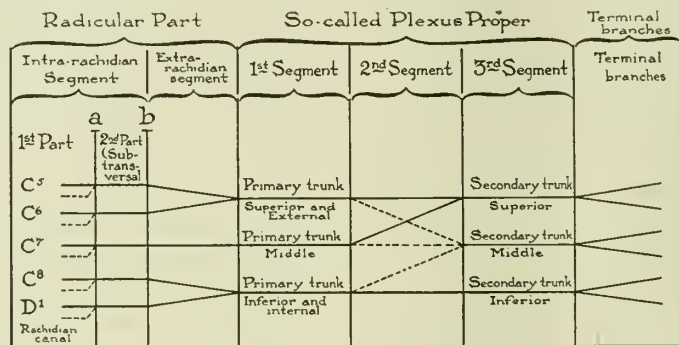 Radicular Part
So-called Plexus Proper
Terminal
branches
Intra-rachidian
Segment
Extra-
rachidian
segment
1st Segment
2nd Segment
3rd Segment
Terminal
branches
a
b
1st Part
2nd Part
(Sub-
trans-
versal)
C5
Primary trunk
Secondary trunk
C6
Superior and
External
Superior
C7
Primary trunk
Secondary trunk
Middle
Middle
C8
Primary trunk
Secondary trunk
D1
Inferior and
internal
Inferior
Rachidian
canal